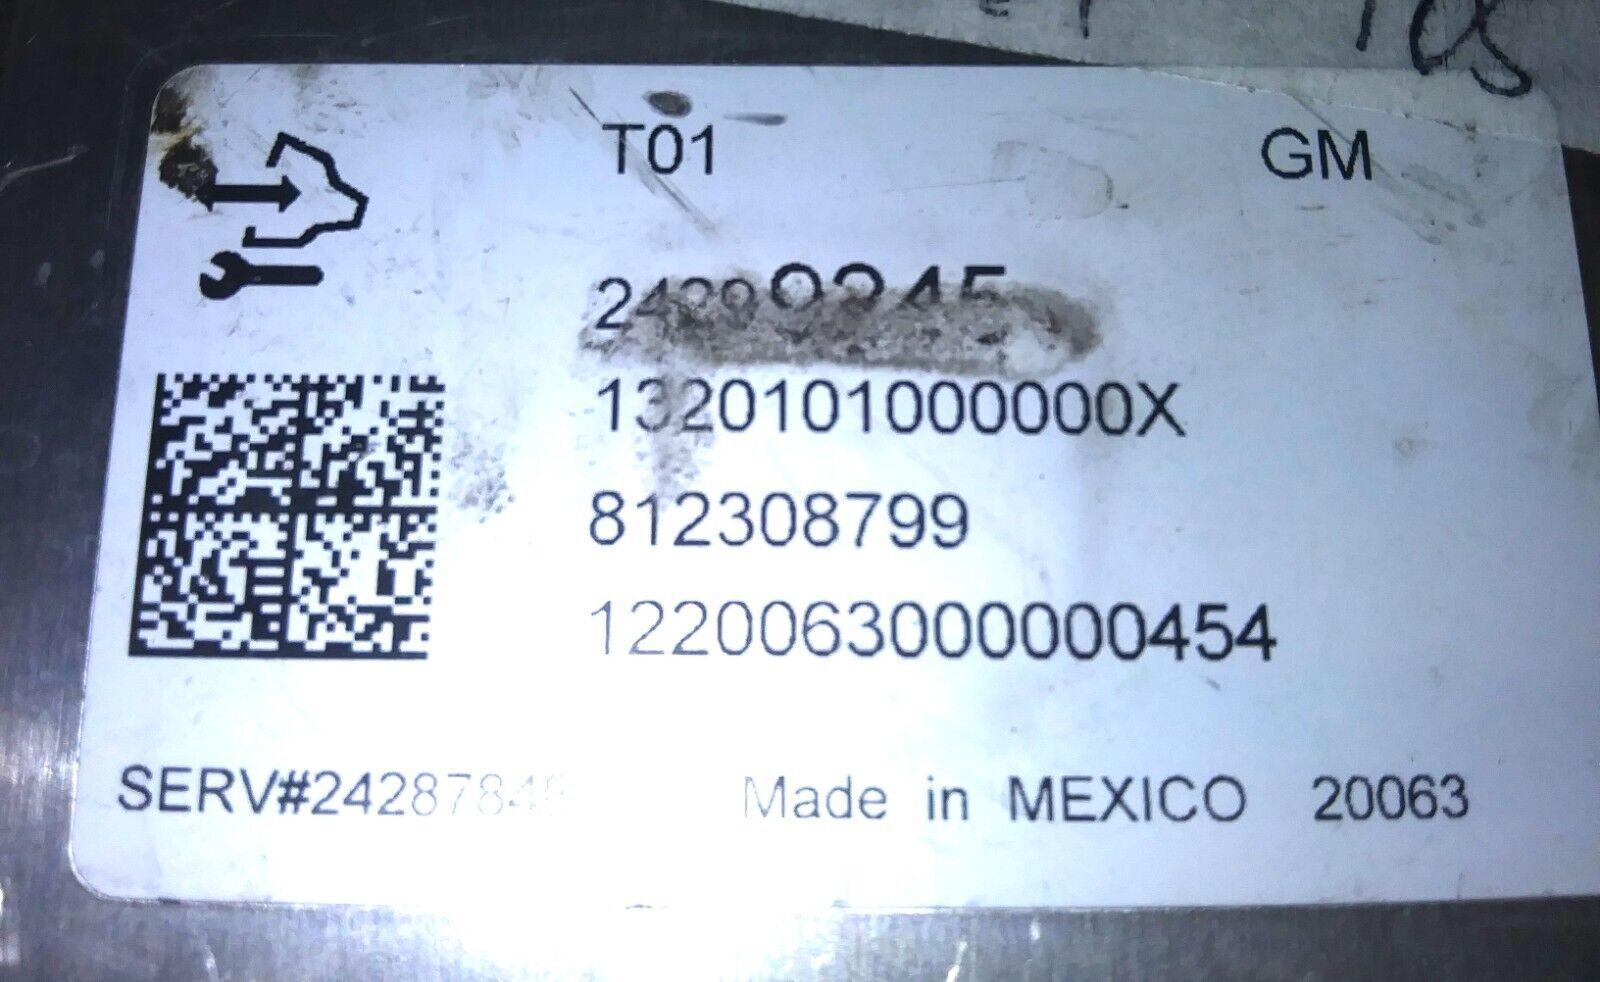 T01 GM
1320101000000X
812308799
1220063000000454
Made in MEXICO 20063